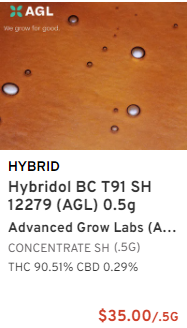 AGL
We grow for good.
HYBRID
Hybridol BC T91 SH
12279 (AGL) 0.5g
Advanced Grow Labs (A...
CONCENTRATE SH (.5G)
THC 90.51% CBD 0.29%
$35.00/.5G